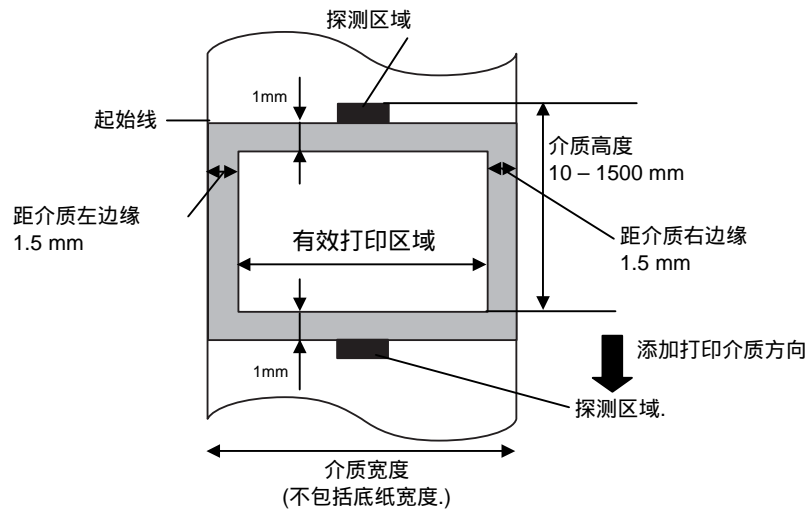 探测区域
1mm
起始线
介质高度
10 – 1500 mm
距介质左边缘
1.5 mm
有效打印区域
距介质右边缘
1.5 mm
添加打印介质方向
1mm
探测区域.
介质宽度
(不包括底纸宽度.)